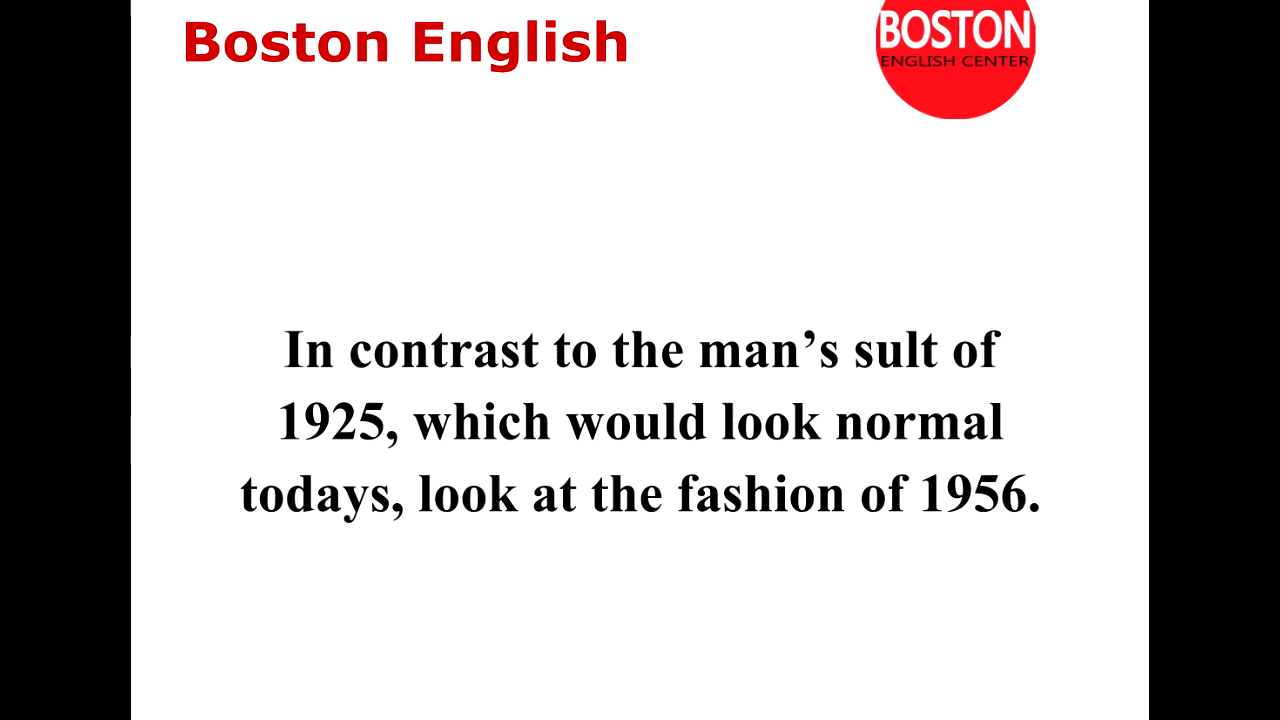 Boston English
BOSTON
ENGLISH CENTER
In contrast to the man’s sult of
1925, which would look normal
todays, look at the fashion of 1956.